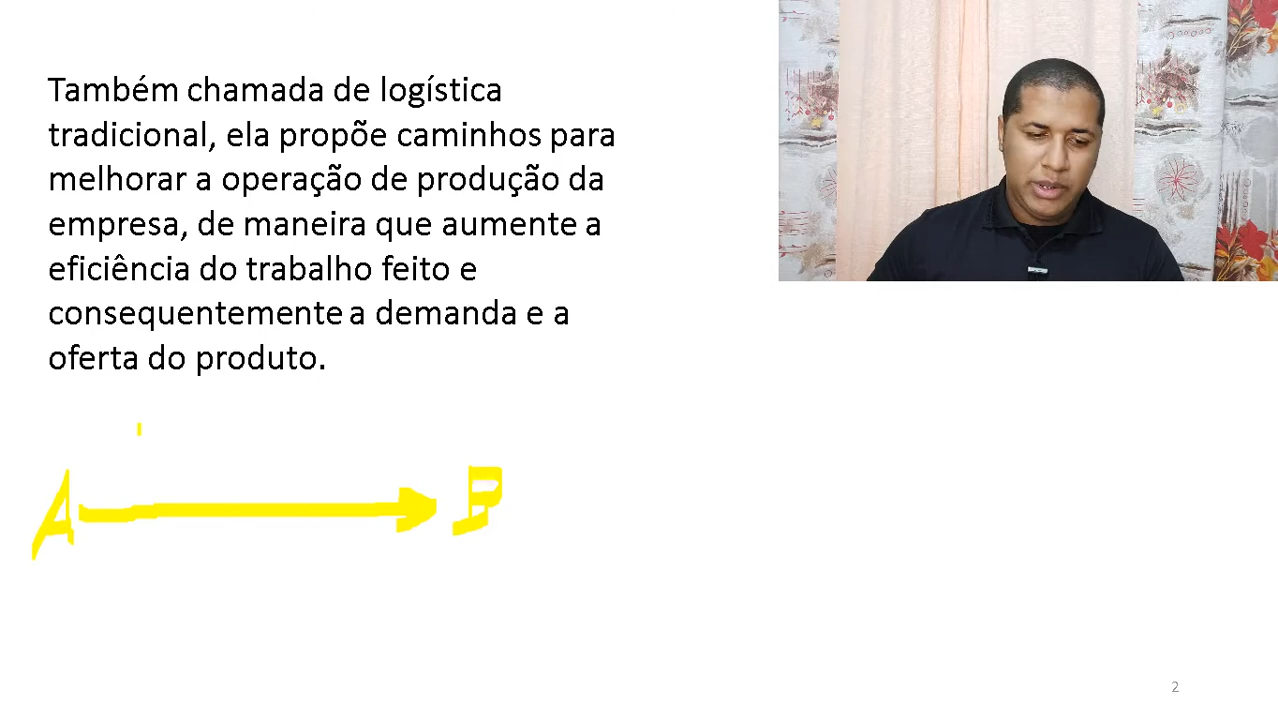 Também chamada de logística
tradicional, ela propõe caminhos para
melhorar a operação de produção da
empresa, de maneira que aumente a
eficiência do trabalho feito e
consequentemente a demanda e a
oferta do produto.
A B
2